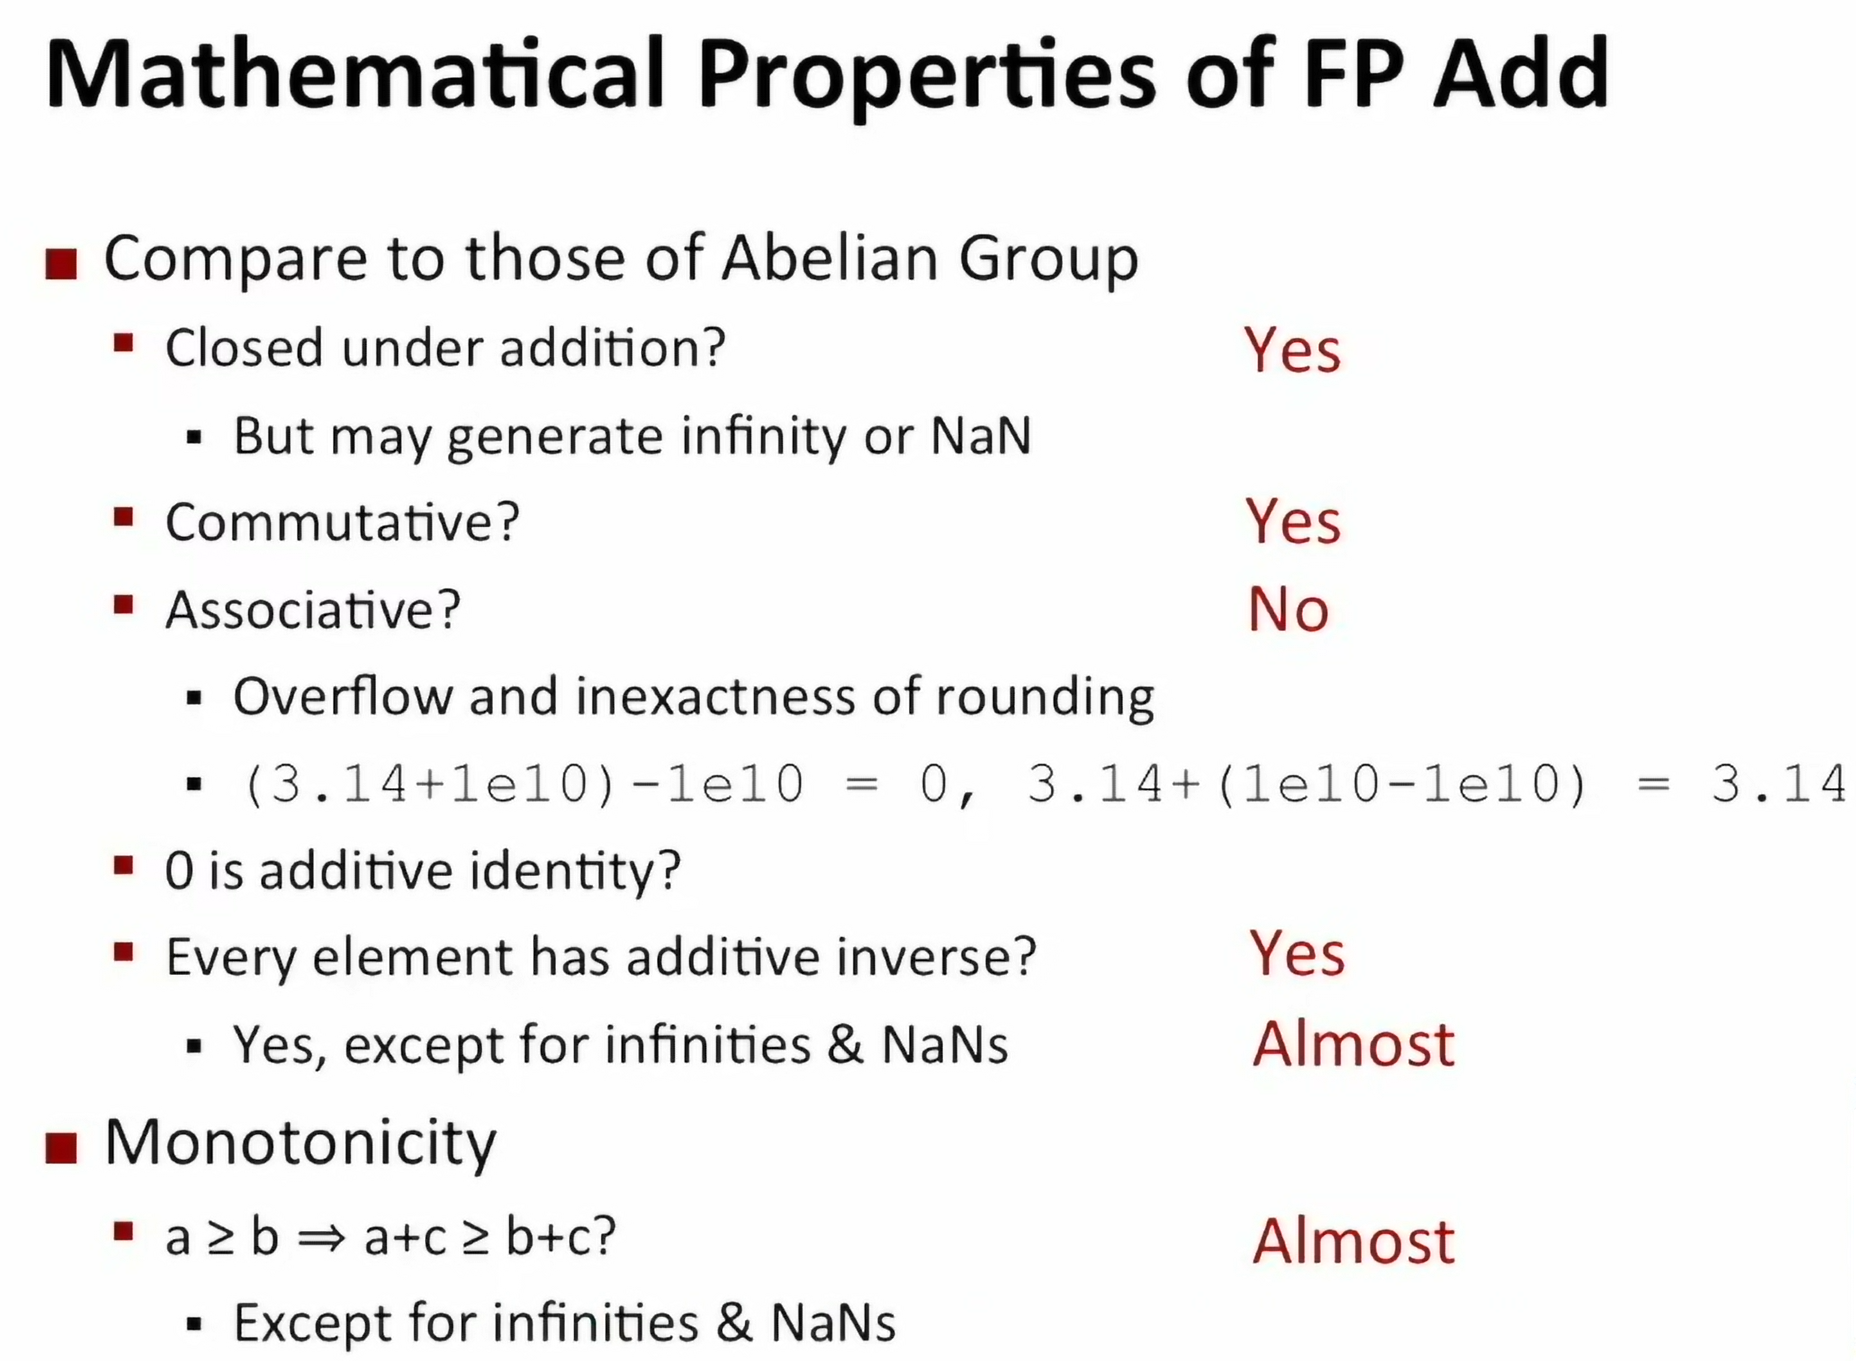 Mathematical Properties of FP Add
Compare to those of Abelian Group
Closed under addition? Yes
But may generate infinity or NaN
Commutative? Yes
Associative? No
Overflow and inexactness of rounding
(3.14+1e10)-1e10 = 0, 3.14+(1e10-1e10) = 3.14
0 is additive identity?
Every element has additive inverse? Yes
Yes, except for infinities & NaNs Almost
Monotonicity
a ≥ b ⇒ a+c ≥ b+c? Almost
Except for infinities & NaNs